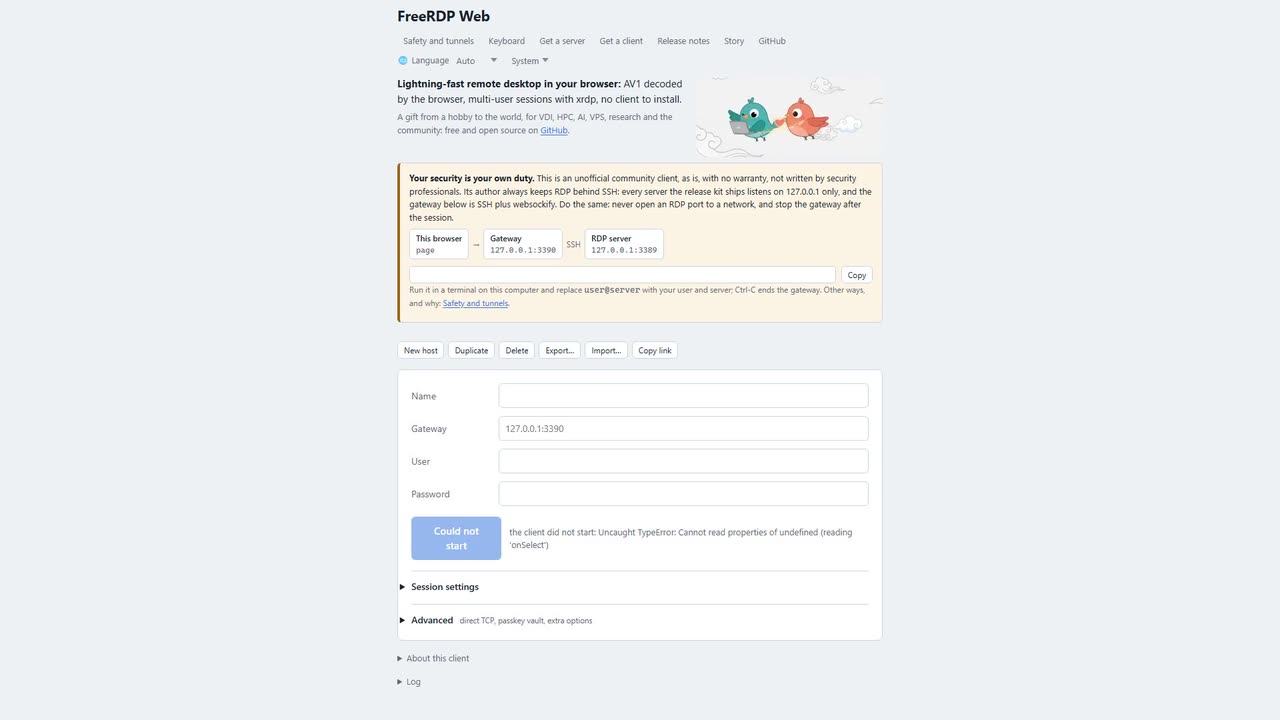 FreeRDP Web
Safety and tunnels Keyboard Get a server Get a client Release notes Story GitHub
Language Auto System
Lightning-fast remote desktop in your browser: AV1 decoded
by the browser, multi-user sessions with xrdp, no client to install.
A gift from a hobby to the world, for VDI, HPC, AI, VPS, research and the
community: free and open source on GitHub.
Your security is your own duty. This is an unofficial community client, as is, with no warranty, not written by security
professionals. Its author always keeps RDP behind SSH: every server the release kit ships listens on 127.0.0.1 only, and the
gateway below is SSH plus websockify. Do the same: never open an RDP port to a network, and stop the gateway after
the session.
This browser → Gateway SSH RDP server
page 127.0.0.1:3390 127.0.0.1:3389
Copy
Run it in a terminal on this computer and replace user@server with your user and server; Ctrl-C ends the gateway. Other ways,
and why: Safety and tunnels.
New host Duplicate Delete Export... Import... Copy link
Name
Gateway 127.0.0.1:3390
User
Password
Could not
start
the client did not start: Uncaught TypeError: Cannot read properties of undefined (reading
'onSelect')
Session settings
Advanced direct TCP, passkey vault, extra options
About this client
Log